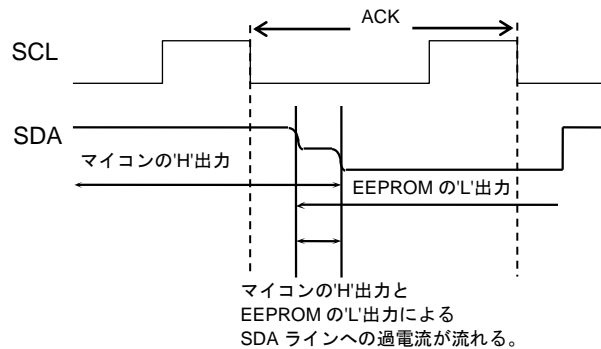 ACK
SCL
SDA
マイコンの'H'出力
EEPROM の'L'出力
マイコンの'H'出力と
EEPROM の'L'出力による
SDA ラインへの過電流が流れる。